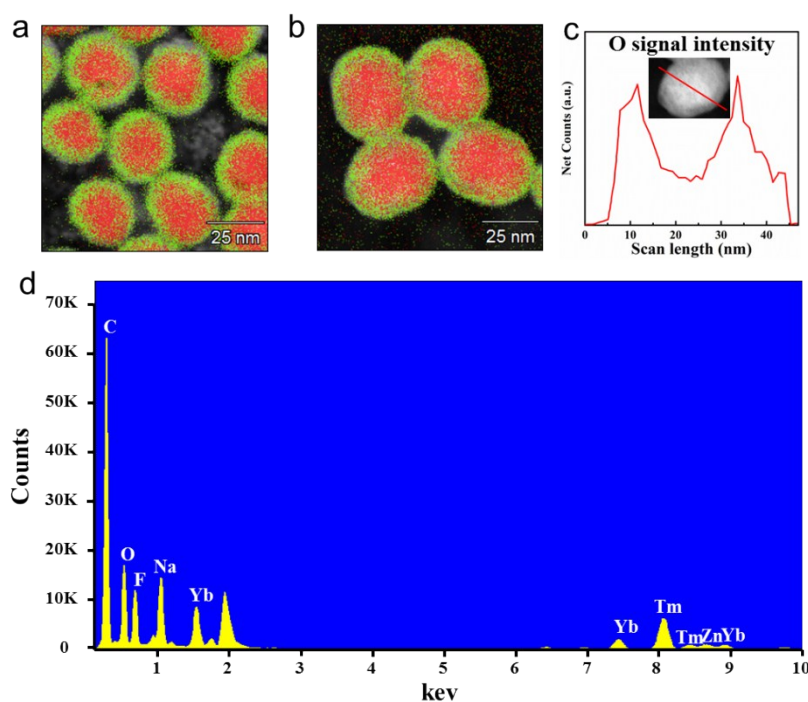 a
25 nm
b
25 nm
c
O signal intensity
Net Counts (a.u.)
0 10 20 30 40
Scan length (nm)
d
70K
60K
50K
40K
30K
20K
10K
0
Counts
C
O
F
Na
Yb
Yb
Tm
Tm Zn Yb
1 2 3 4 5 6 7 8 9 10
kev